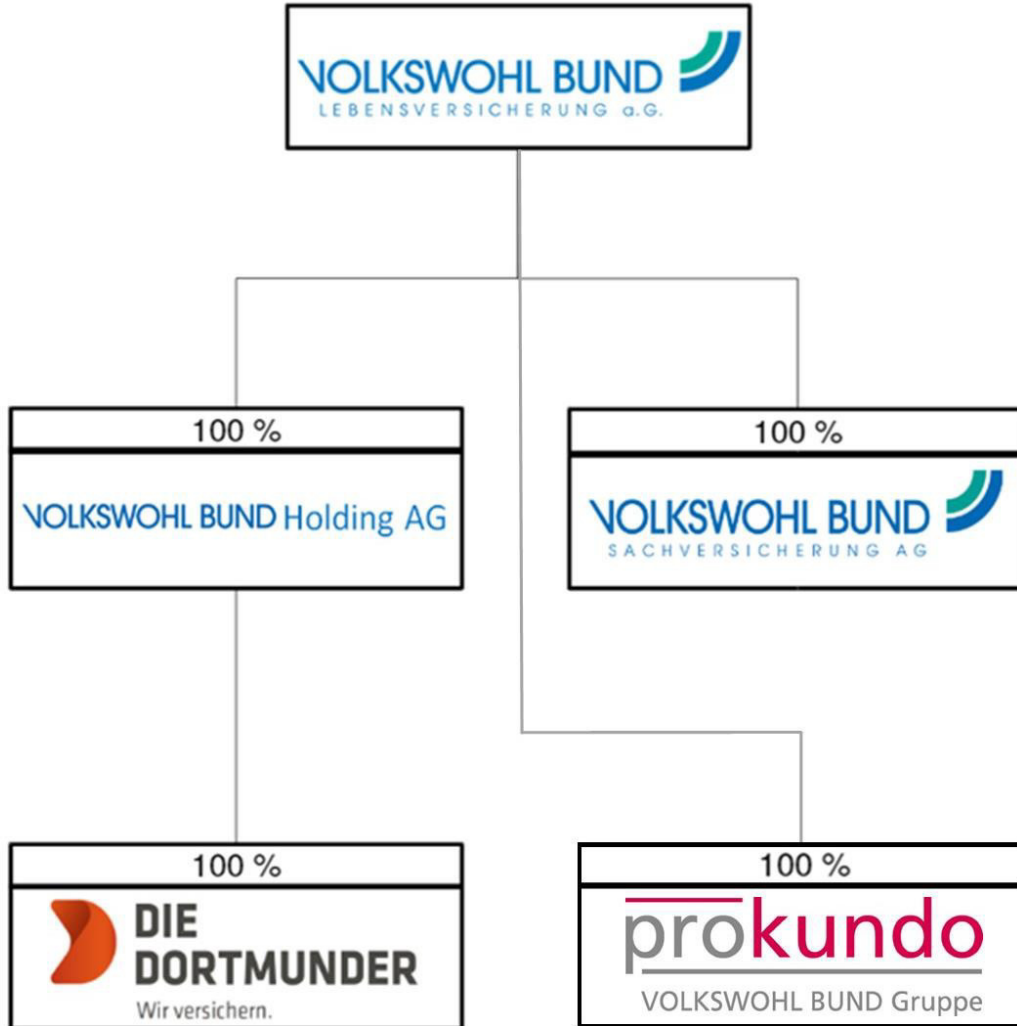 VOLKSWOHL BUND
LEBENSVERSICHERUNG a.G.
100 %
VOLKSWOHL BUND Holding AG
100 %
VOLKSWOHL BUND
SACHVERSICHERUNG AG
100 %
DIE
DORTMUNDER
Wir versichern.
100 %
prokundo
VOLKSWOHL BUND Gruppe